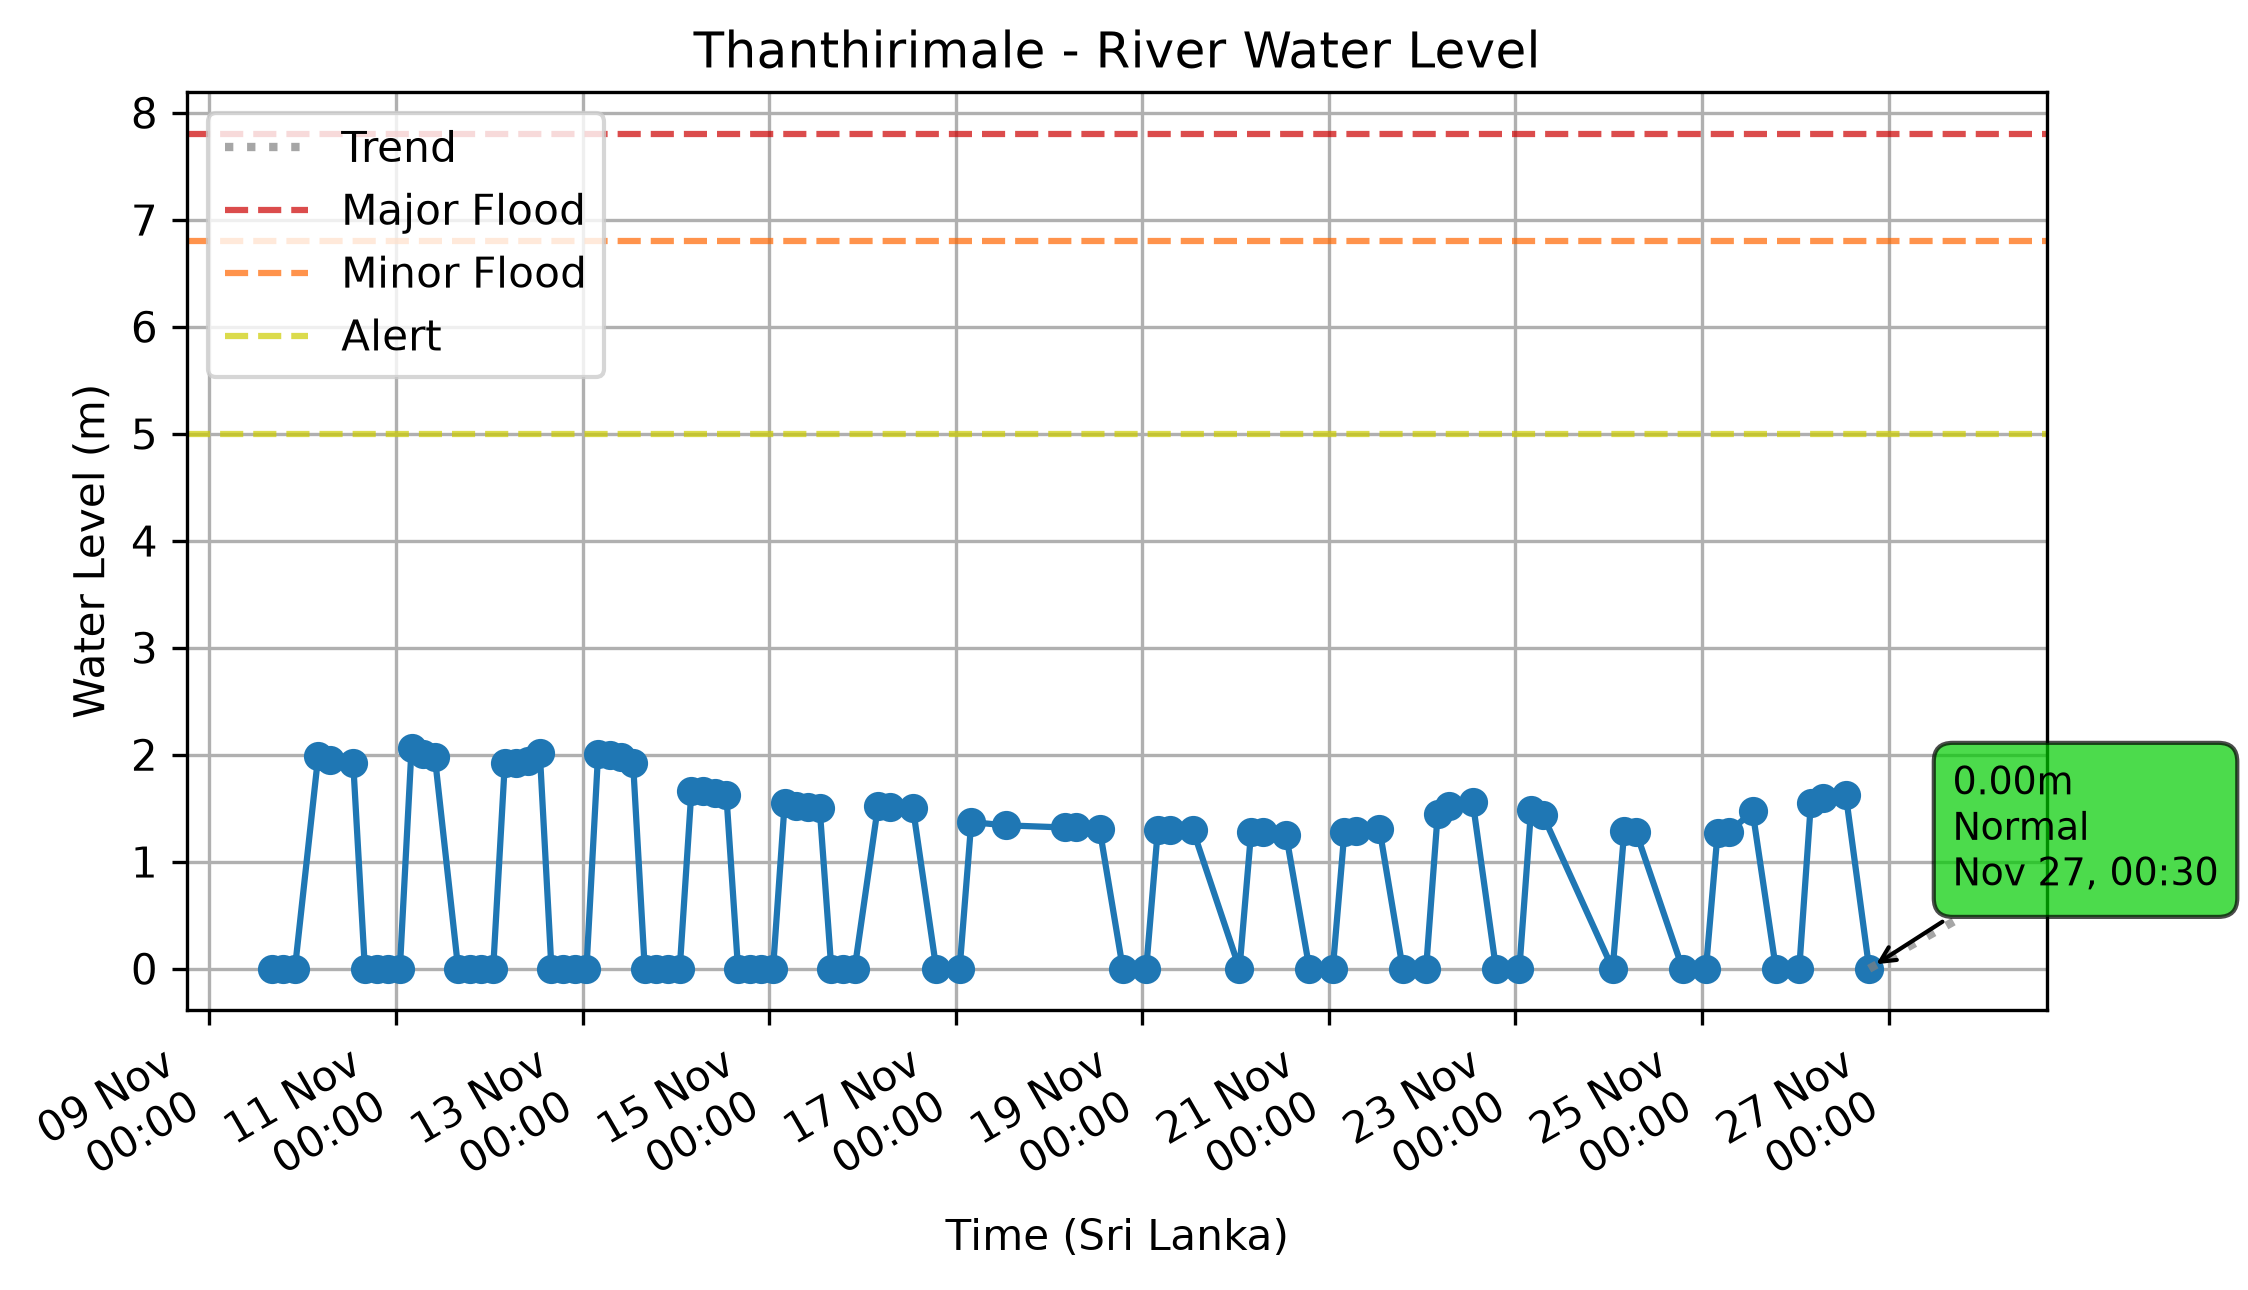 Thanthirimale - River Water Level
8
7
6
5
4
3
2
1
0
Water Level (m)
Trend
Major Flood
Minor Flood
Alert
0.00m
Normal
Nov 27, 00:30
09 Nov
00:00
11 Nov
00:00
13 Nov
00:00
15 Nov
00:00
17 Nov
00:00
19 Nov
00:00
21 Nov
00:00
23 Nov
00:00
25 Nov
00:00
27 Nov
00:00
Time (Sri Lanka)